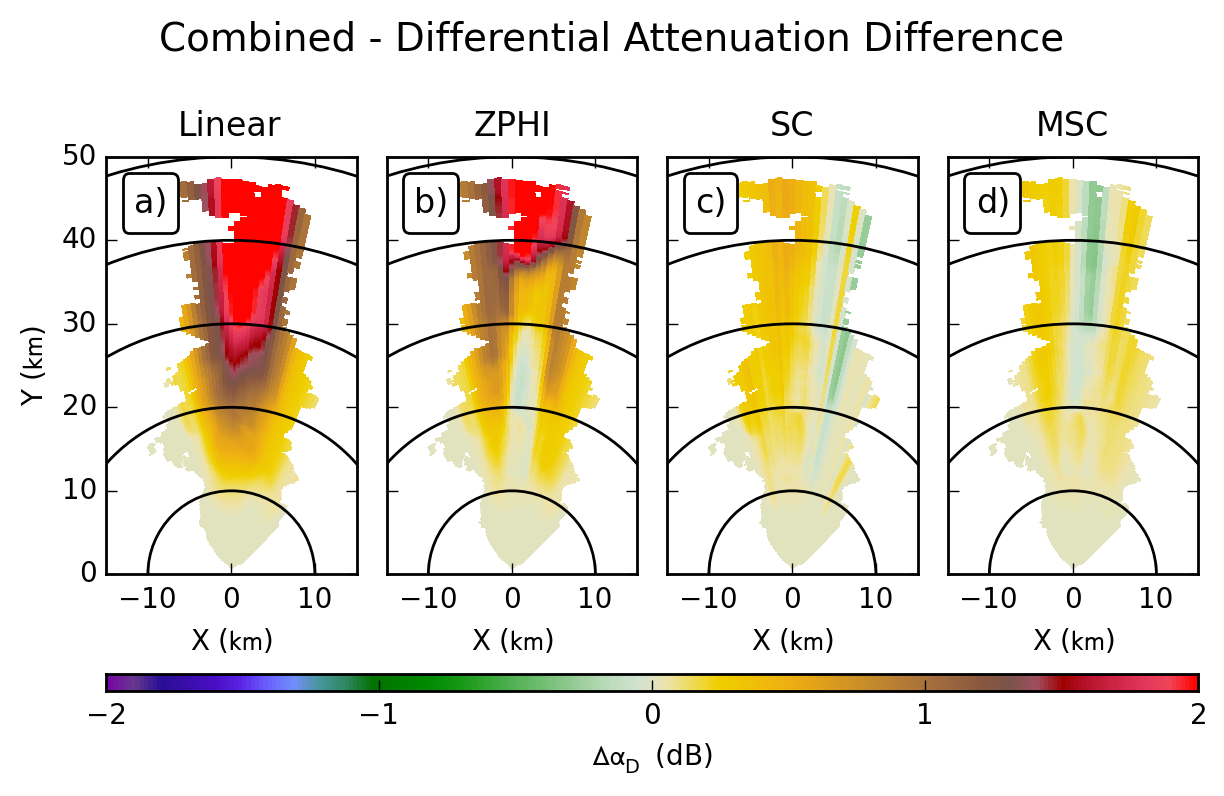 Combined - Differential Attenuation Difference
Linear ZPHI SC MSC
a) b) c) d)
50
40
30
20
10
0
Y (km)
−10 0 10 −10 0 10 −10 0 10 −10 0 10
X (km) X (km) X (km) X (km)
−2 −1 0 1 2
Δα_D (dB)